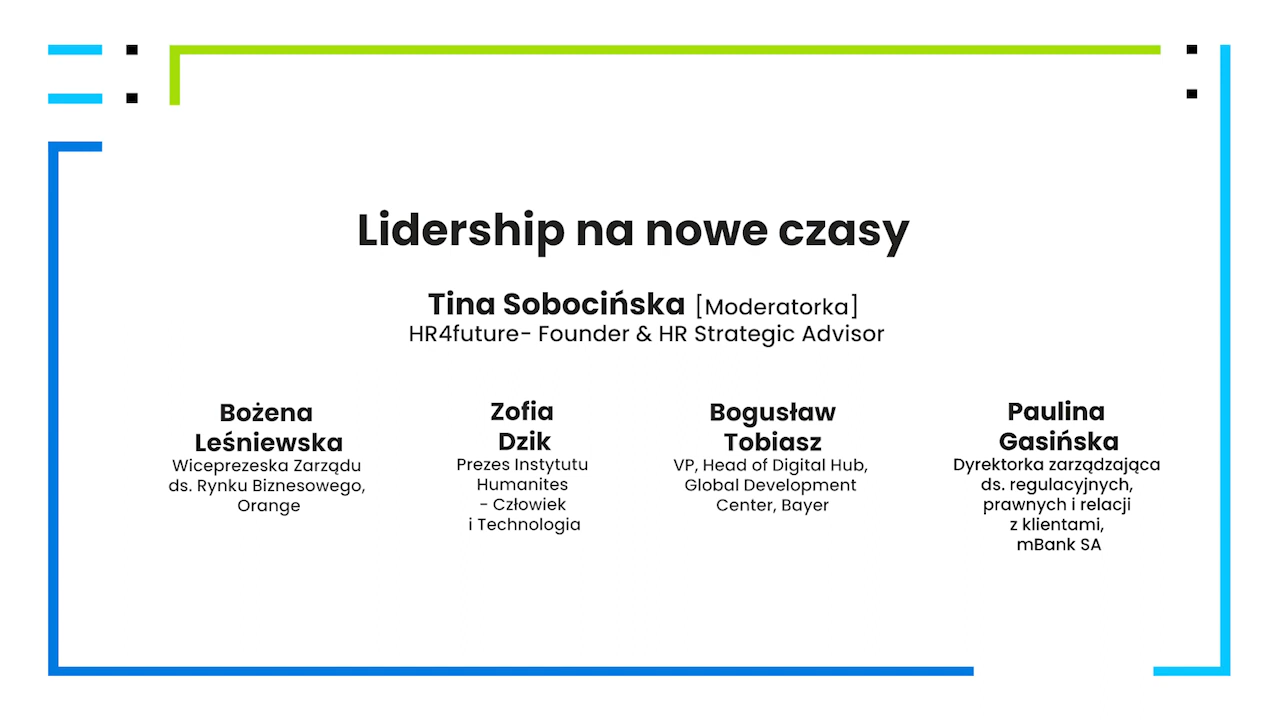 Lidership na nowe czasy
Tina Sobocińska [Moderatorka]
HR4future- Founder & HR Strategic Advisor
Bożena
Leśniewska
Wiceprezeska Zarządu
ds. Rynku Biznesowego,
Orange
Zofia
Dzik
Prezes Instytutu
Humanites
- Człowiek
i Technologia
Bogusław
Tobiasz
VP, Head of Digital Hub,
Global Development
Center, Bayer
Paulina
Gasińska
Dyrektorka zarządzająca
ds. regulacyjnych,
prawnych i relacji
z klientami,
mBank SA